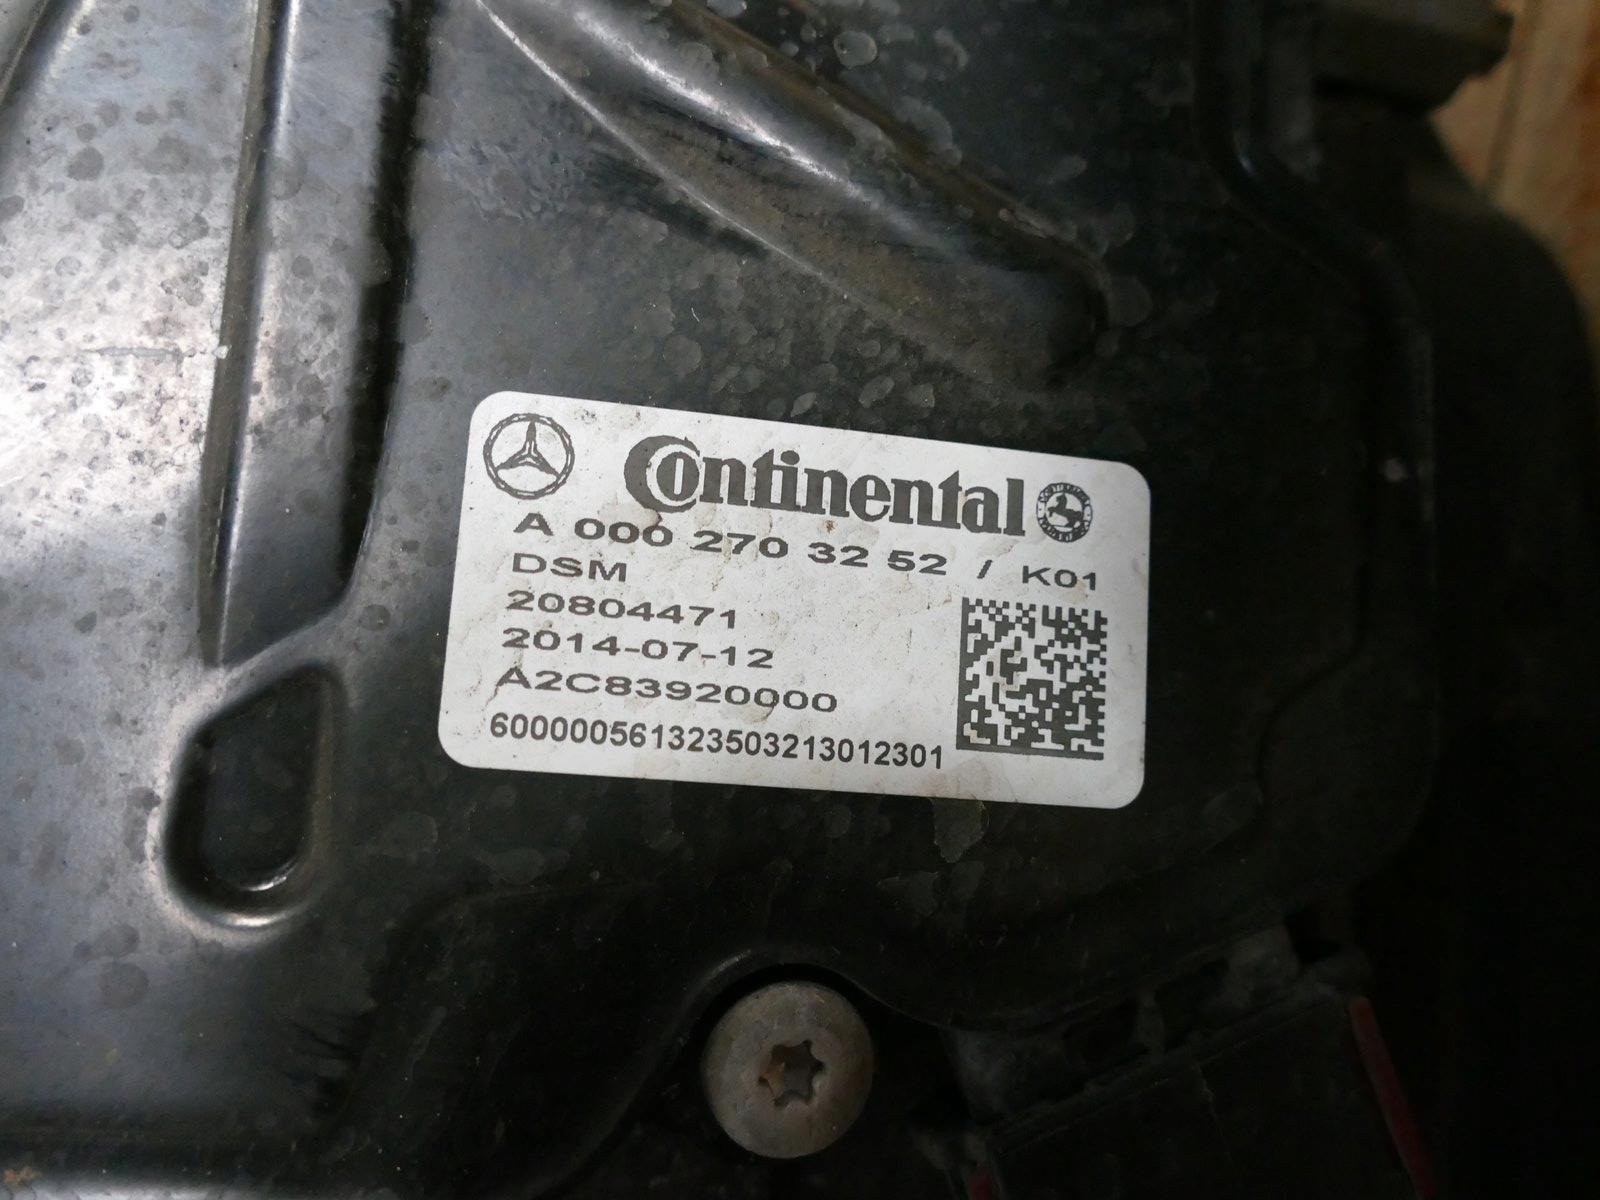 Continental
A 000 270 32 52 / K01
DSM
20804471
2014-07-12
A2C83920000
6000005613235032130​12301